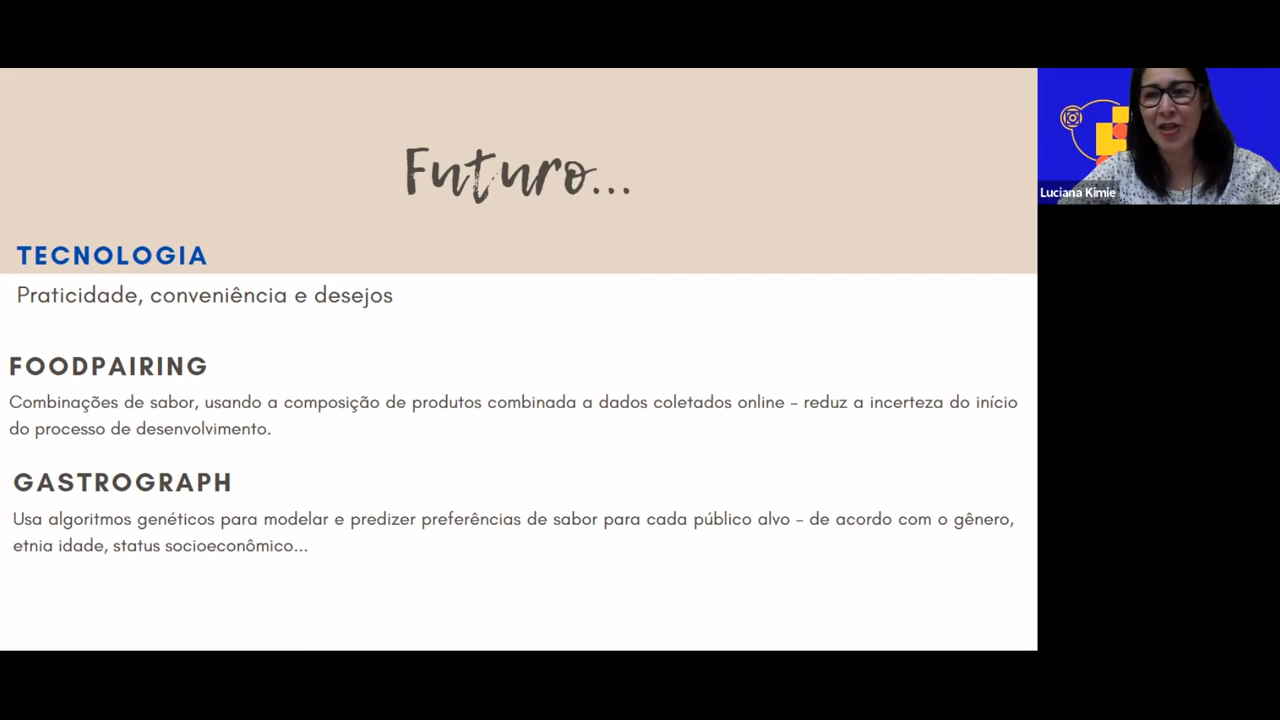 Futuro...
TECNOLOGIA
Praticidade, conveniência e desejos
FOODPAIRING
Combinações de sabor, usando a composição de produtos combinada a dados coletados online - reduz a incerteza do início
do processo de desenvolvimento.
GASTROGRAPH
Usa algoritmos genéticos para modelar e predizer preferências de sabor para cada público alvo - de acordo com o gênero,
etnia idade, status socioeconômico...
Luciana Kimie